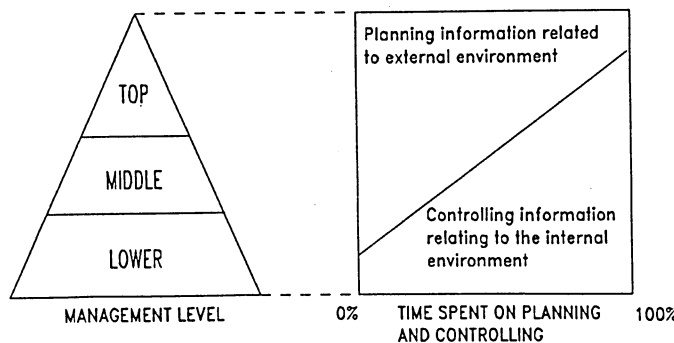 TOP
MIDDLE
LOWER
MANAGEMENT LEVEL
Planning information related
to external environment
Controlling information
relating to the internal
environment
0%
TIME SPENT ON PLANNING
AND CONTROLLING
100%